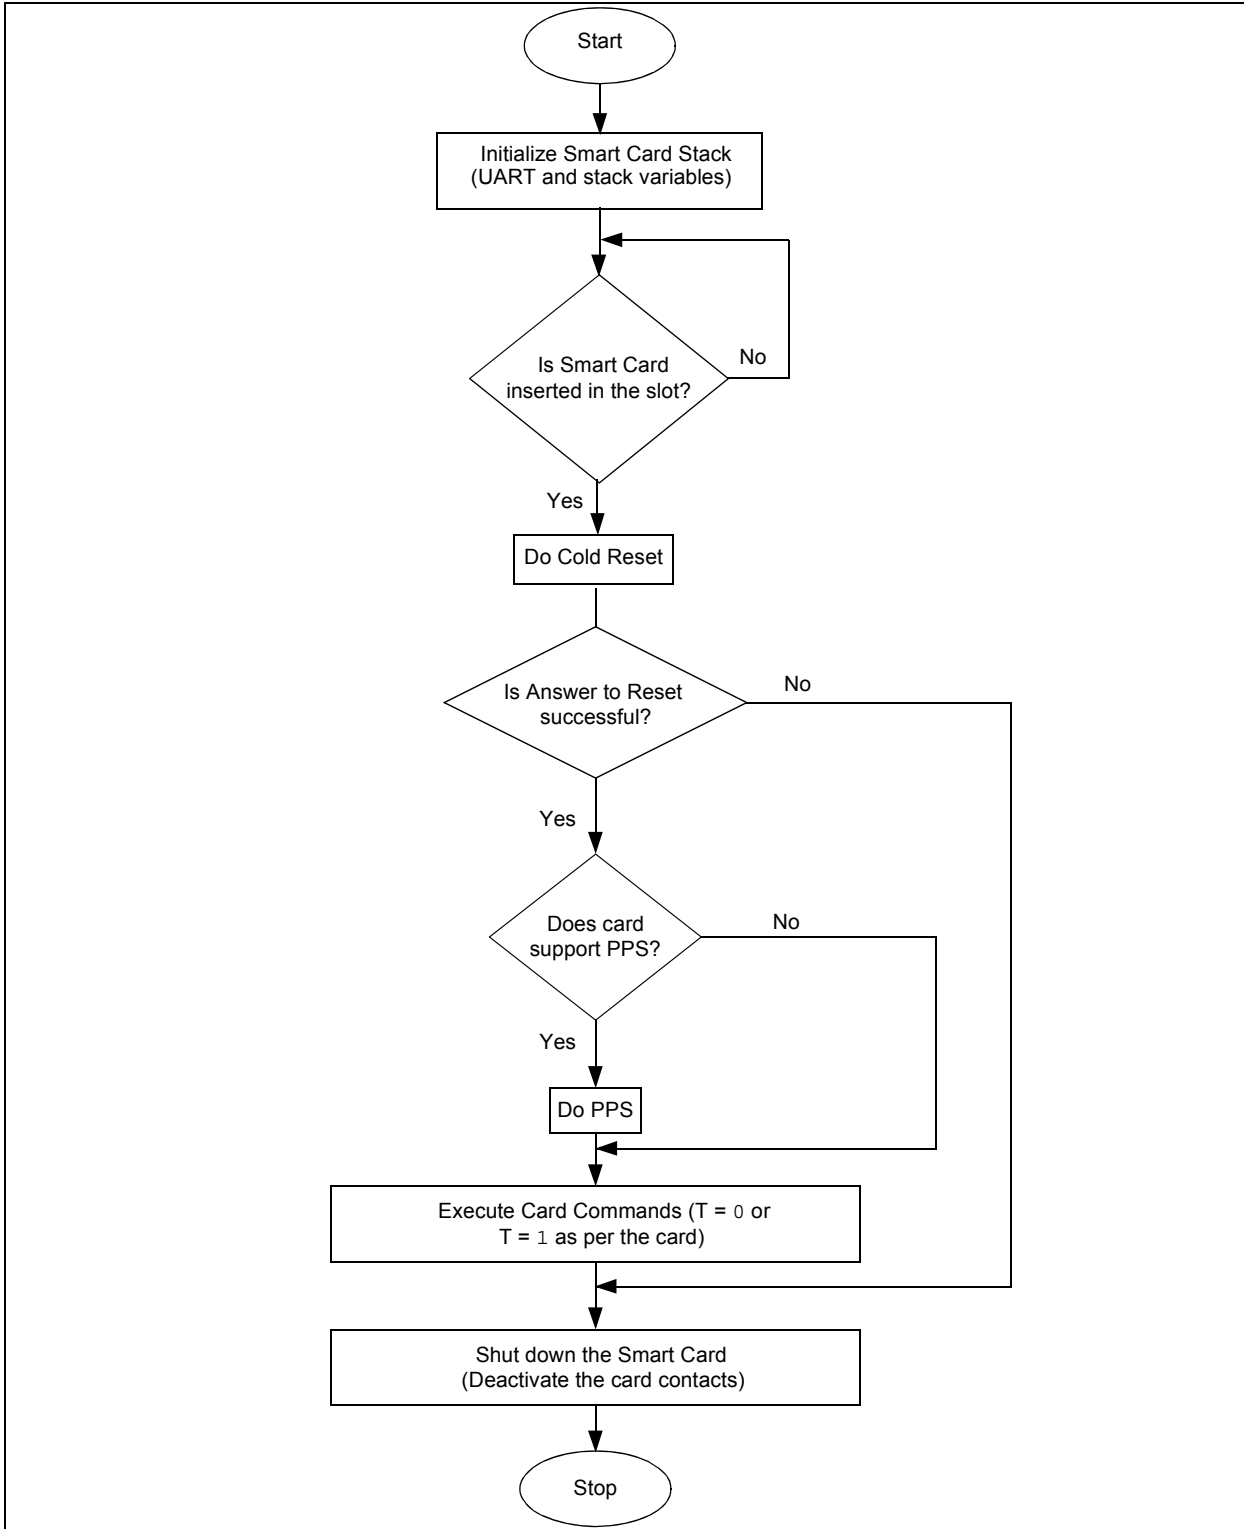 Start
Initialize Smart Card Stack
(UART and stack variables)
Is Smart Card
inserted in the slot?
No
Yes
Do Cold Reset
Is Answer to Reset
successful?
No
Yes
Does card
support PPS?
No
Yes
Do PPS
Execute Card Commands (T = 0 or
T = 1 as per the card)
Shut down the Smart Card
(Deactivate the card contacts)
Stop